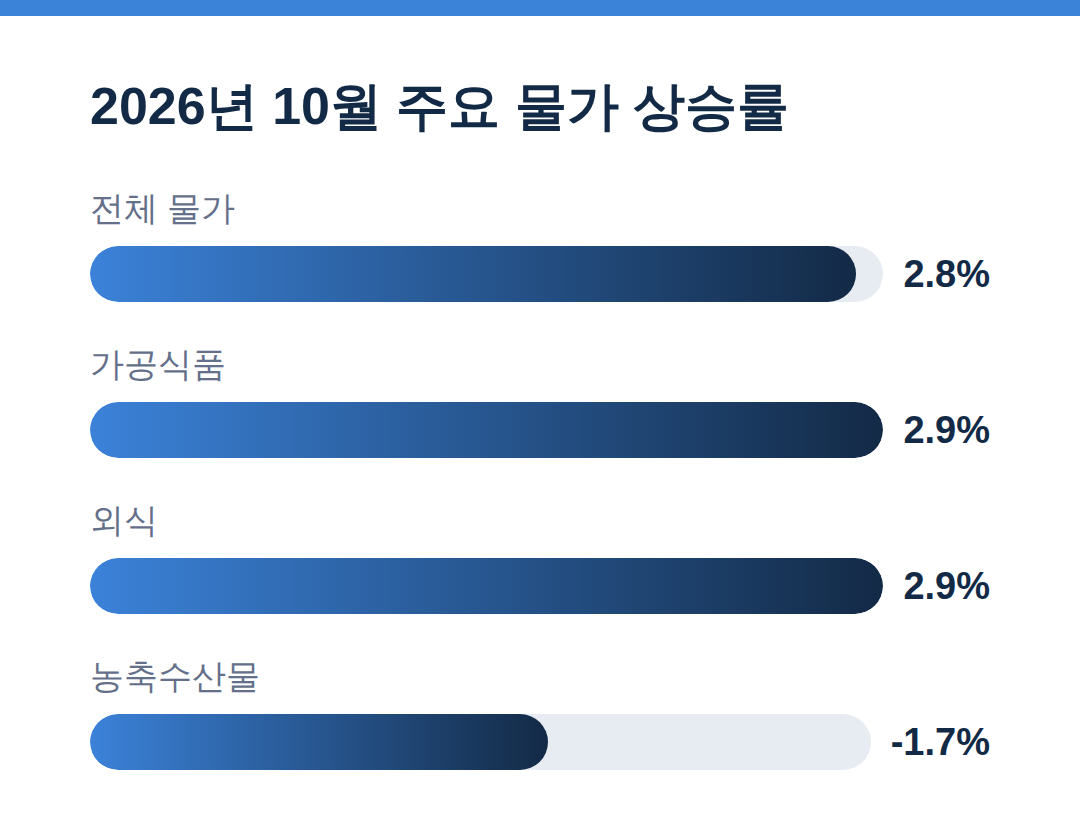 2026년 10월 주요 물가 상승률
전체 물가
2.8%
가공식품
2.9%
외식
2.9%
농축수산물
-1.7%